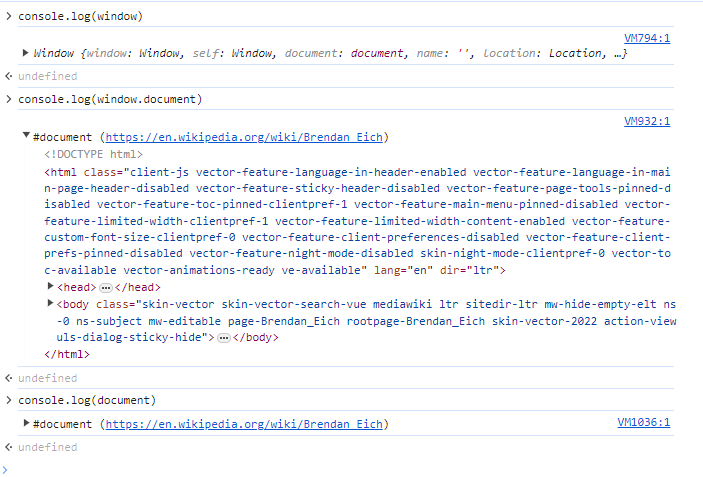 > console.log(window)
VM794:1
▶ Window {window: Window, self: Window, document: document, name: '', location: Location, …}
undefined
> console.log(window.document)
VM932:1
▼ #document (https://en.wikipedia.org/wiki/Brendan_Eich)
<!DOCTYPE html>
<html class="client-js vector-feature-language-in-header-enabled vector-feature-language-in-mai
n-page-header-disabled vector-feature-sticky-header-disabled vector-feature-page-tools-pinned-d
isabled vector-feature-toc-pinned-clientpref-1 vector-feature-main-menu-pinned-disabled vector-
feature-limited-width-clientpref-1 vector-feature-limited-width-content-enabled vector-feature-
custom-font-size-clientpref-0 vector-feature-client-preferences-disabled vector-feature-client-
prefs-pinned-disabled vector-feature-night-mode-disabled skin-night-mode-clientpref-0 vector-to
c-available vector-animations-ready ve-available" lang="en" dir="ltr">
▶ <head> … </head>
▶ <body class="skin-vector skin-vector-search-vue mediawiki ltr sitedir-ltr mw-hide-empty-elt ns
-0 ns-subject mw-editable page-Brendan_Eich rootpage-Brendan_Eich skin-vector-2022 action-view
uls-dialog-sticky-hide"> … </body>
</html>
undefined
> console.log(document)
▶ #document (https://en.wikipedia.org/wiki/Brendan_Eich) VM1036:1
undefined
>